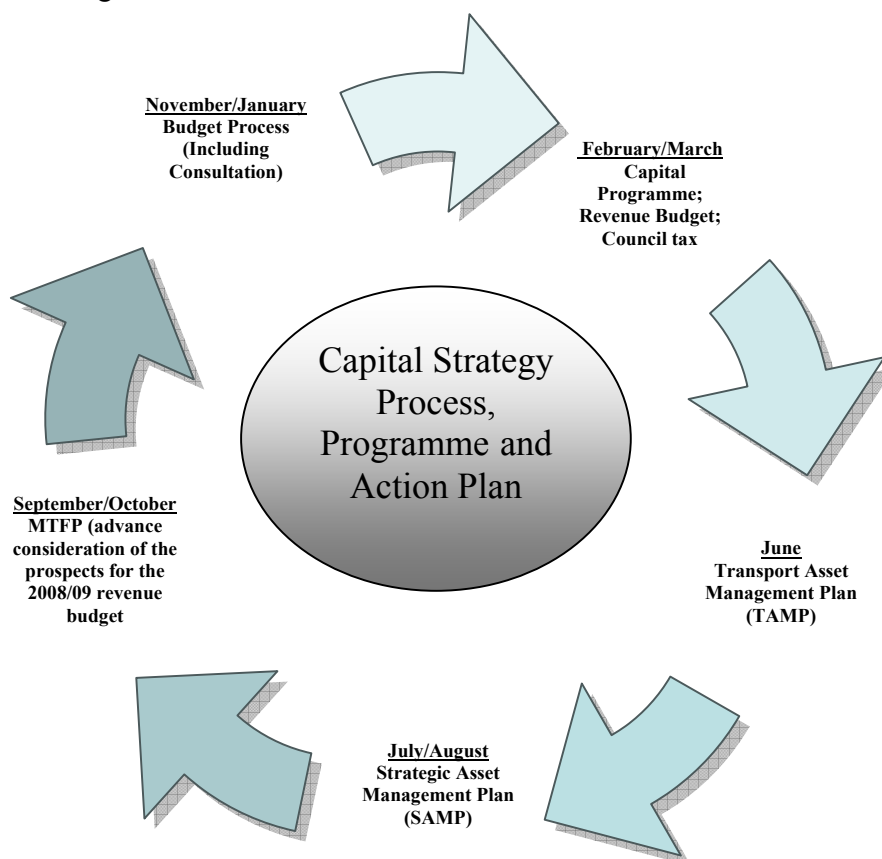 November/January
Budget Process
(Including
Consultation)
February/March
Capital
Programme;
Revenue Budget;
Council tax
Capital Strategy
Process,
Programme and
Action Plan
September/October
MTFP (advance
consideration of the
prospects for the
2008/09 revenue
budget
June
Transport Asset
Management Plan
(TAMP)
July/August
Strategic Asset
Management Plan
(SAMP)